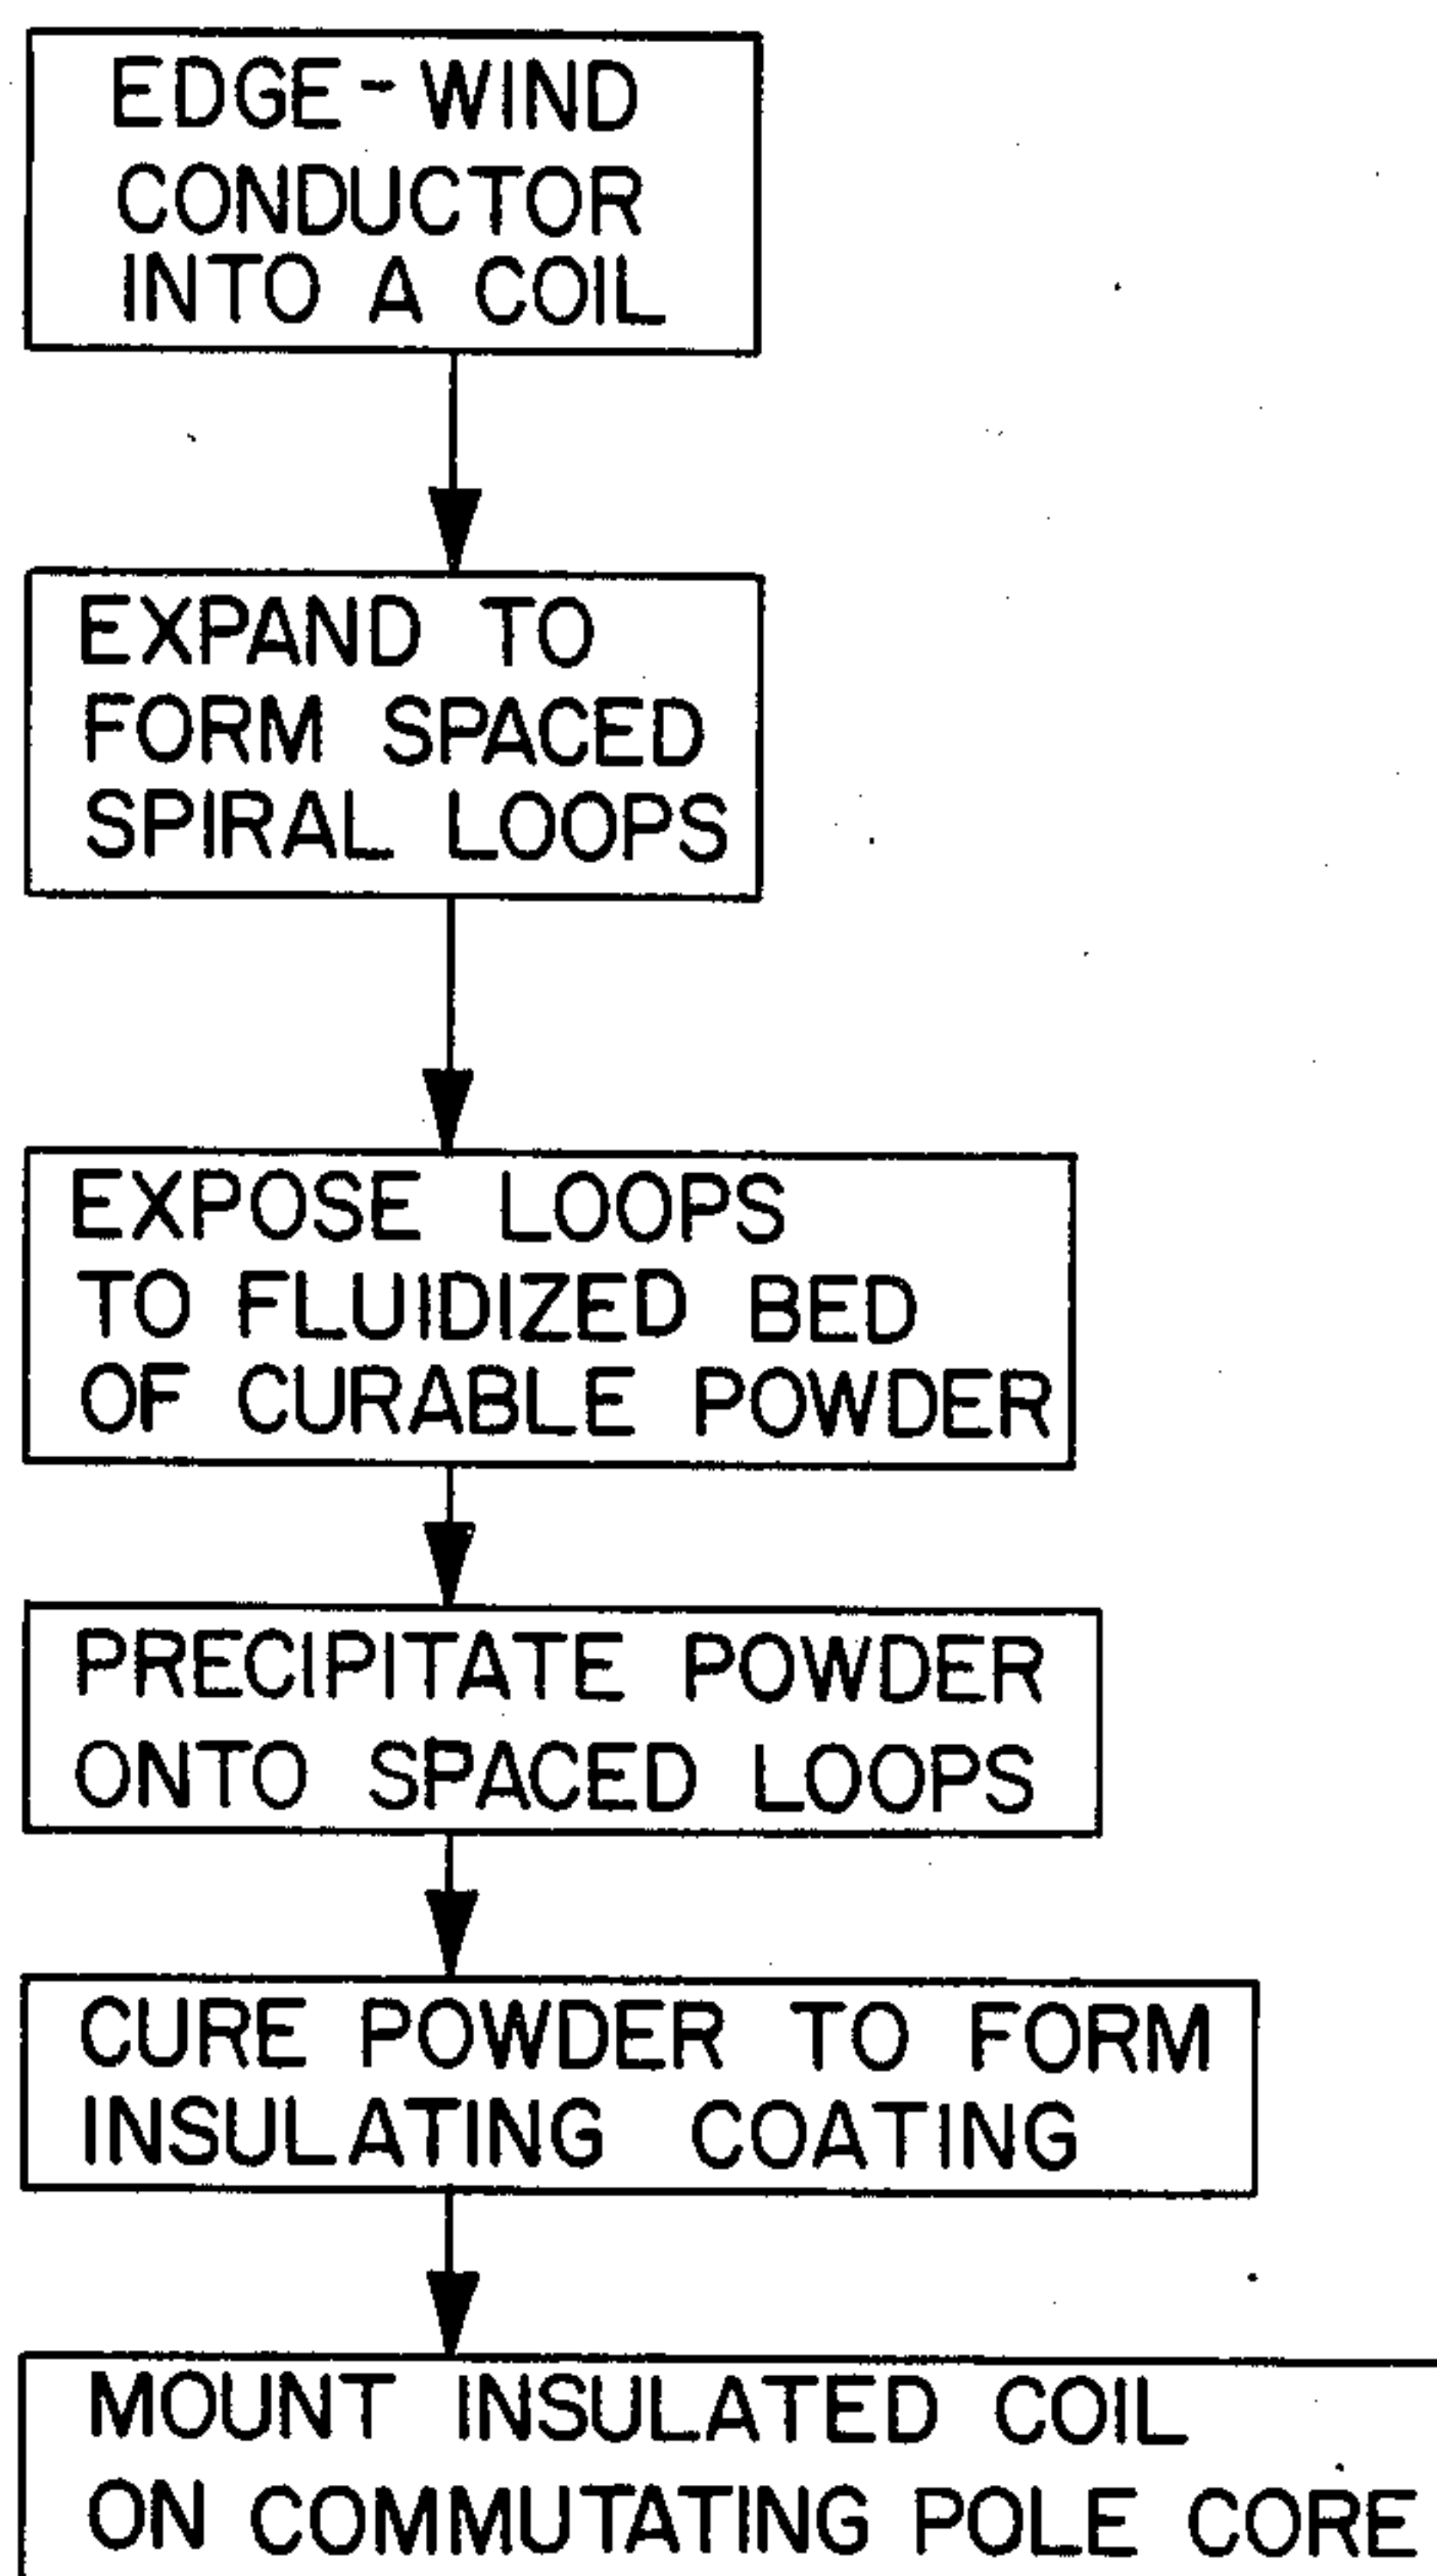 EDGE-WIND
CONDUCTOR
INTO A COIL
EXPAND TO
FORM SPACED
SPIRAL LOOPS
EXPOSE LOOPS
TO FLUIDIZED BED
OF CURABLE POWDER
PRECIPITATE POWDER
ONTO SPACED LOOPS
CURE POWDER TO FORM
INSULATING COATING
MOUNT INSULATED COIL
ON COMMUTATING POLE CORE